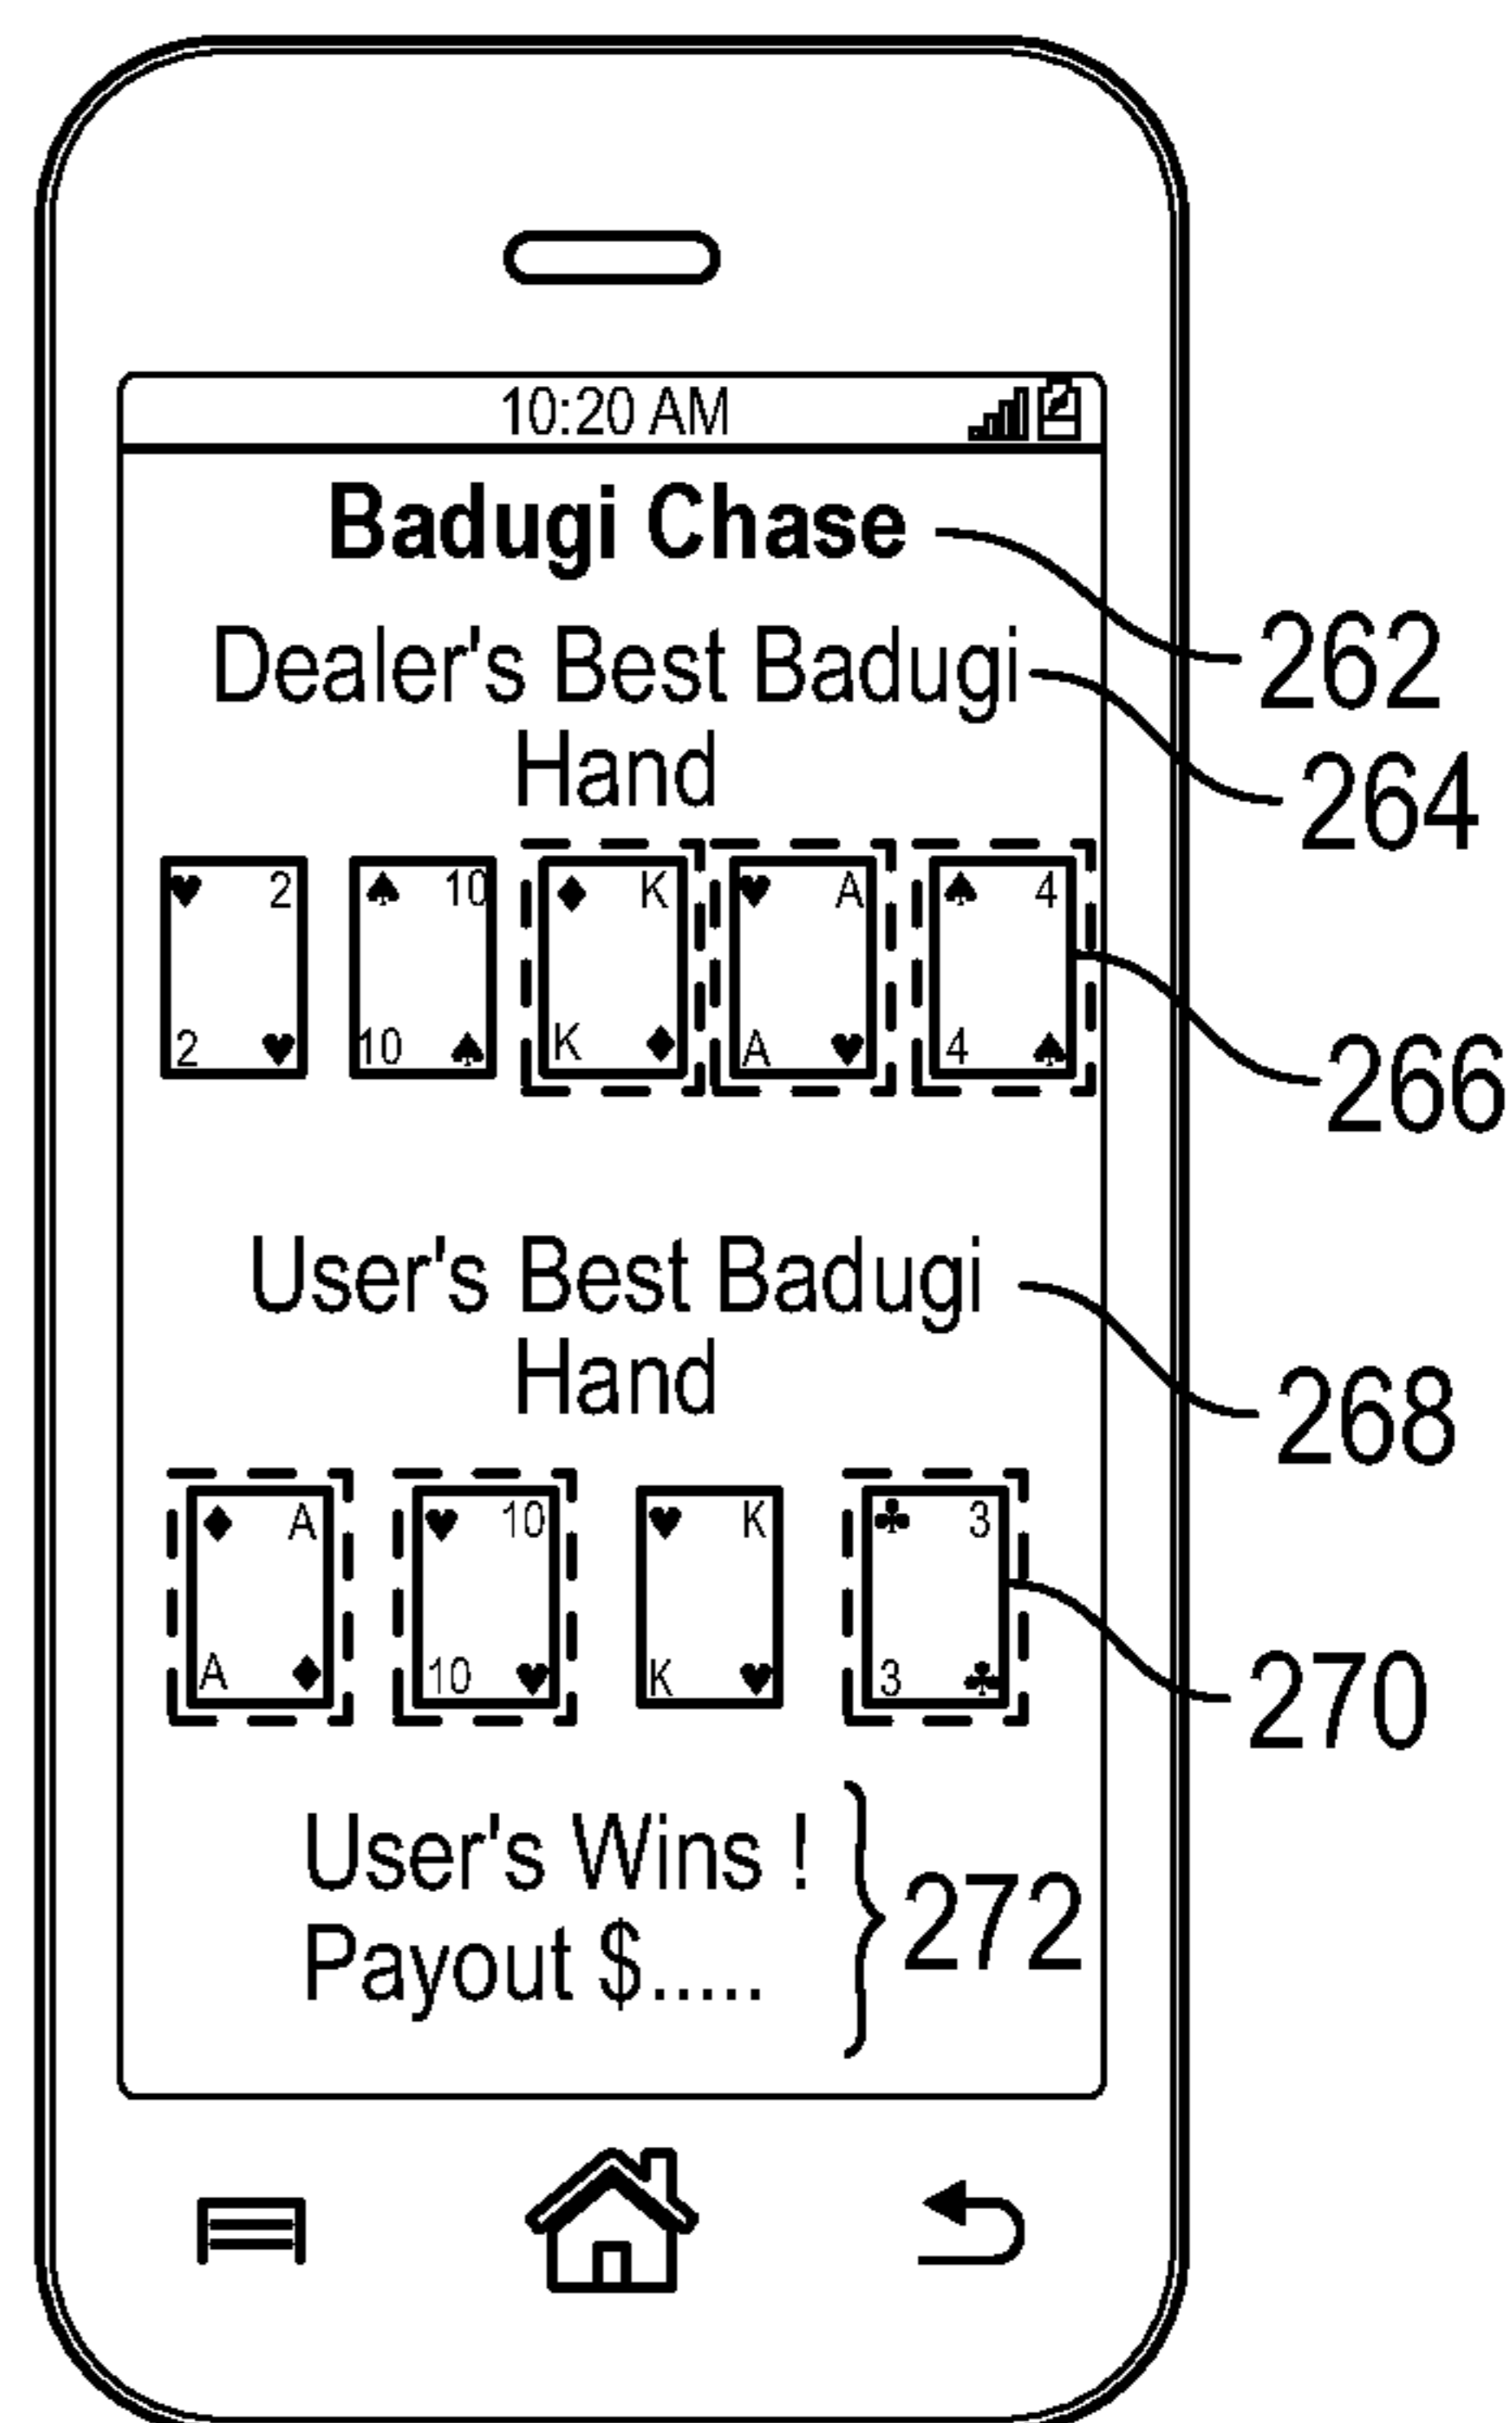 10:20 AM
Badugi Chase
262
Dealer's Best Badugi
264
Hand
♥ 2 ♠ 10 ♦ K ♥ A ♠ 4
2 ♥ 10 ♠ K ♦ A ♥ 4 ♠
266
User's Best Badugi
268
Hand
♦ A ♥ 10 ♥ K ♣ 3
A ♦ 10 ♥ K ♥ 3 ♣
270
User's Wins !
272
Payout $.....